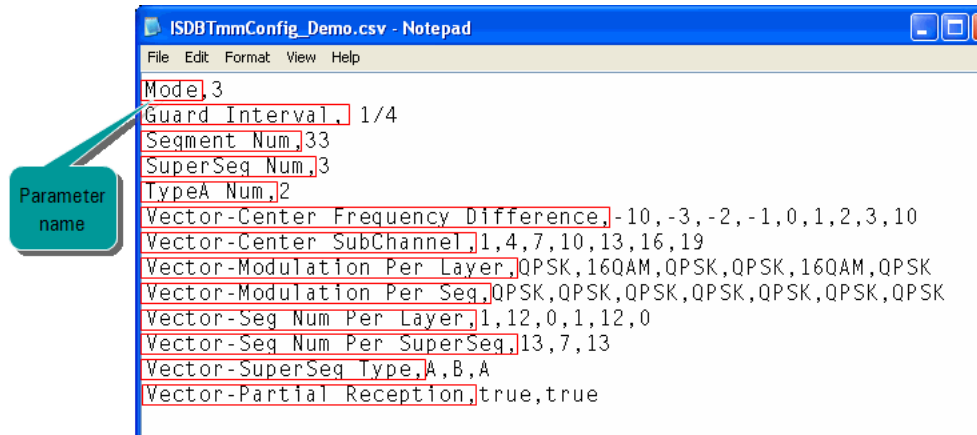 ISDBTmmConfig_Demo.csv - Notepad
File Edit Format View Help
Mode,3
Guard Interval, 1/4
Segment Num,33
SuperSeg Num,3
TypeA Num,2
Vector-Center Frequency Difference,-10,-3,-2,-1,0,1,2,3,10
Vector-Center SubChannel,1,4,7,10,13,16,19
Vector-Modulation Per Layer,QPSK,16QAM,QPSK,QPSK,16QAM,QPSK
Vector-Modulation Per Seg,QPSK,QPSK,QPSK,QPSK,QPSK,QPSK,QPSK
Vector-Seg Num Per Layer,1,12,0,1,12,0
Vector-Seg Num Per SuperSeg,13,7,13
Vector-SuperSeg Type,A,B,A
Vector-Partial Reception,true,true
Parameter
name